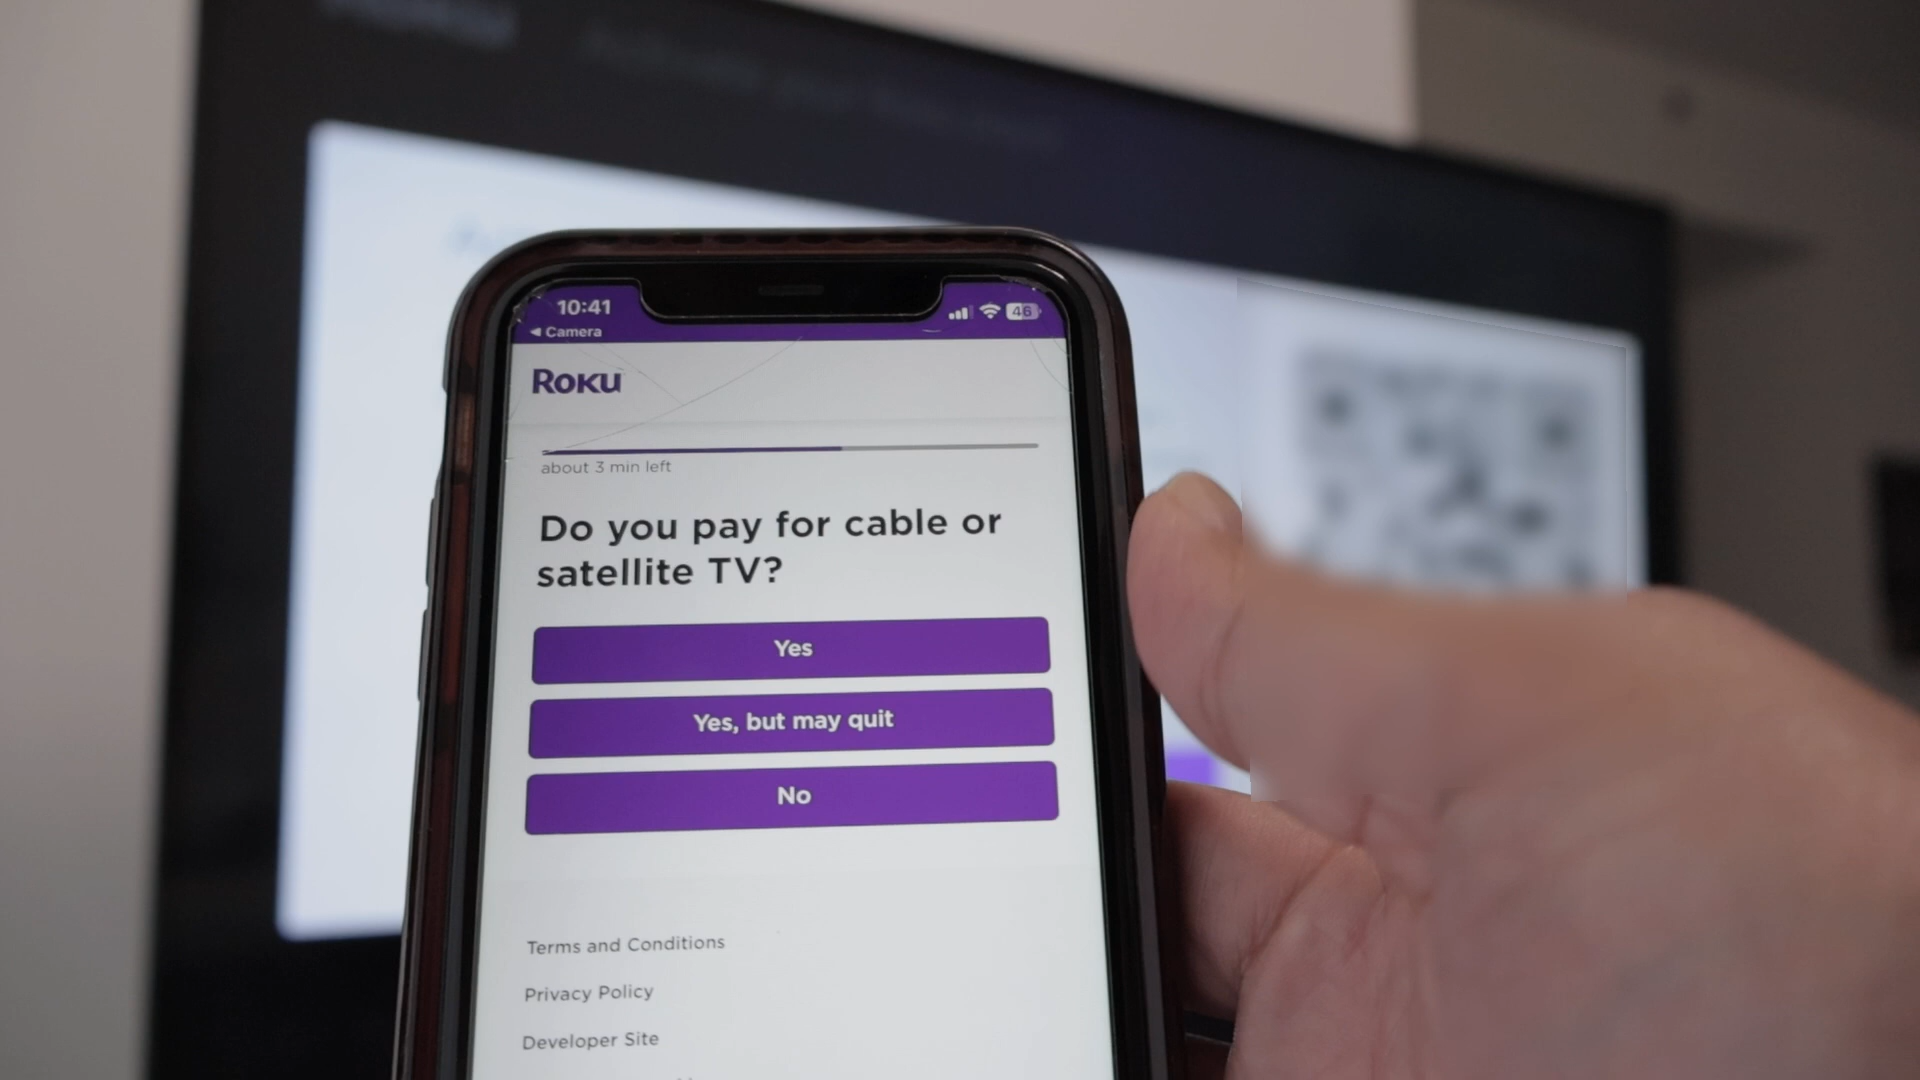 10:41
46
◀ Camera
Roku
about 3 min left
Do you pay for cable or
satellite TV?
Yes
Yes, but may quit
No
Terms and Conditions
Privacy Policy
Developer Site